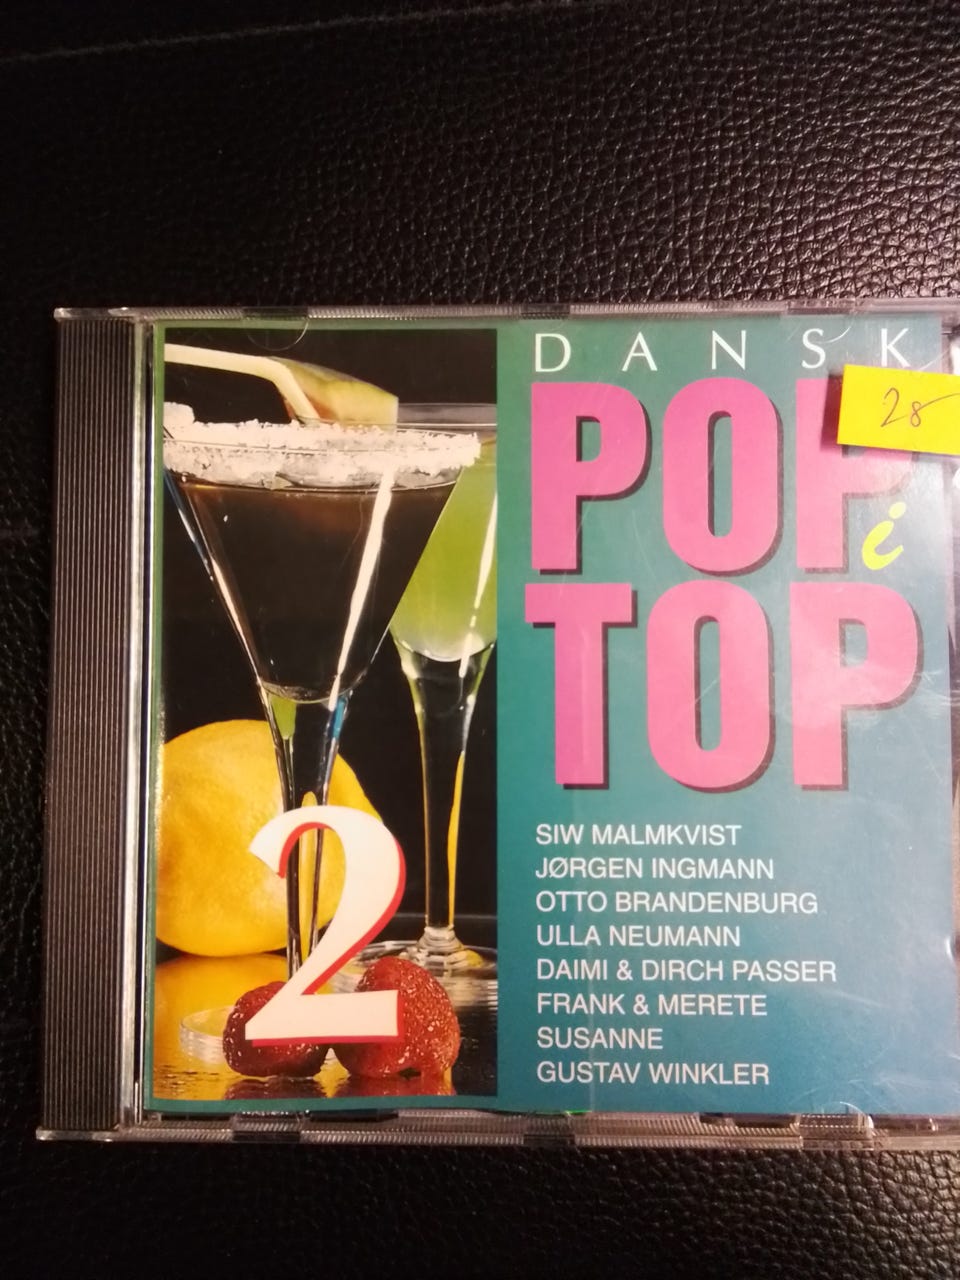 DANSK
POP
i
TOP
28
2
SIW MALMKVIST
JØRGEN INGMANN
OTTO BRANDENBURG
ULLA NEUMANN
DAIMI & DIRCH PASSER
FRANK & MERETE
SUSANNE
GUSTAV WINKLER